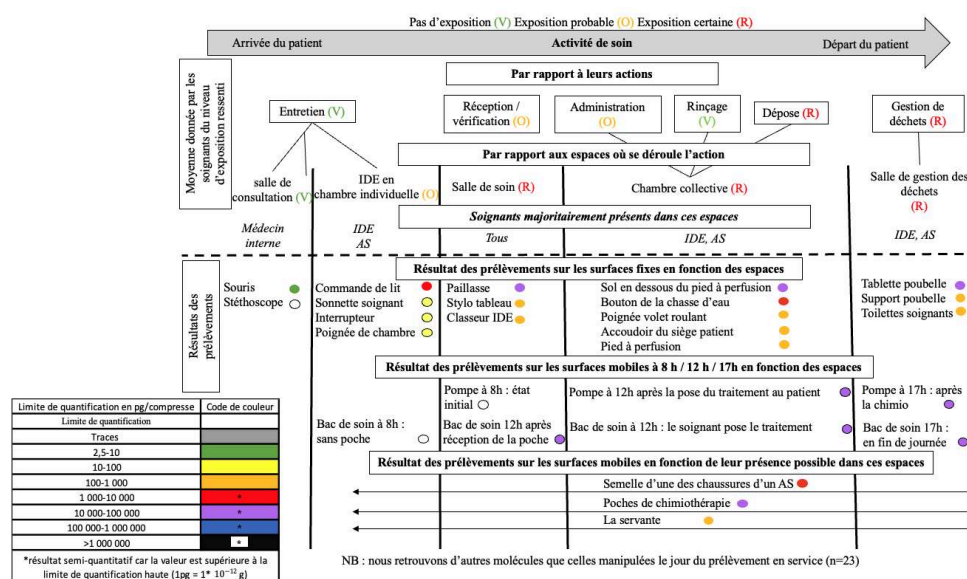 Pas d'exposition (V) Exposition probable (O) Exposition certaine (R)
Arrivée du patient
Activité de soin
Départ du patient
Moyenne donnée par les
soignants du niveau
d'exposition ressenti
Par rapport à leurs actions
Entretien (V)
Réception /
vérification (O)
Administration
(O)
Rinçage
(V)
Dépose (R)
Gestion de
déchets (R)
Par rapport aux espaces où se déroule l'action
salle de
consultation (V)
IDE en
chambre individuelle (O)
Salle de soin (R)
Chambre collective (R)
Salle de gestion des
déchets
(R)
Soignants majoritairement présents dans ces espaces
Médecin
interne
IDE
AS
Tous
IDE, AS
IDE, AS
Résultats des
prélèvements
Résultat des prélèvements sur les surfaces fixes en fonction des espaces
Souris
Stéthoscope
Commande de lit
Sonnette soignant
Interrupteur
Poignée de chambre
Paillasse
Stylo tableau
Classeur IDE
Sol en dessous du pied à perfusion
Bouton de la chasse d'eau
Poignée volet roulant
Accoudoir du siège patient
Pied à perfusion
Tablette poubelle
Support poubelle
Toilettes soignants
Résultat des prélèvements sur les surfaces mobiles à 8 h / 12 h / 17h en fonction des espaces
Pompe à 8h : état
initial
Pompe à 12h après la pose du traitement au patient
Pompe à 17h : après
la chimio
Bac de soin à 8h :
sans poche
Bac de soin 12h après
réception de la poche
Bac de soin à 12h : le soignant pose le traitement
Bac de soin 17h :
en fin de journée
Résultat des prélèvements sur les surfaces mobiles en fonction de leur présence possible dans ces espaces
Semelle d'une des chaussures d'un AS
Poches de chimiothérapie
La servante
NB : nous retrouvons d'autres molécules que celles manipulées le jour du prélèvement en service (n=23)
Limite de quantification en pg/compresse Code de couleur
Limite de quantification
Traces
2,5-10
10-100
100-1 000
1 000-10 000 *
10 000-100 000 *
100 000-1 000 000 *
>1 000 000 *
*résultat semi-quantitatif car la valeur est supérieure à la
limite de quantification haute (1pg = 1* 10⁻¹² g)